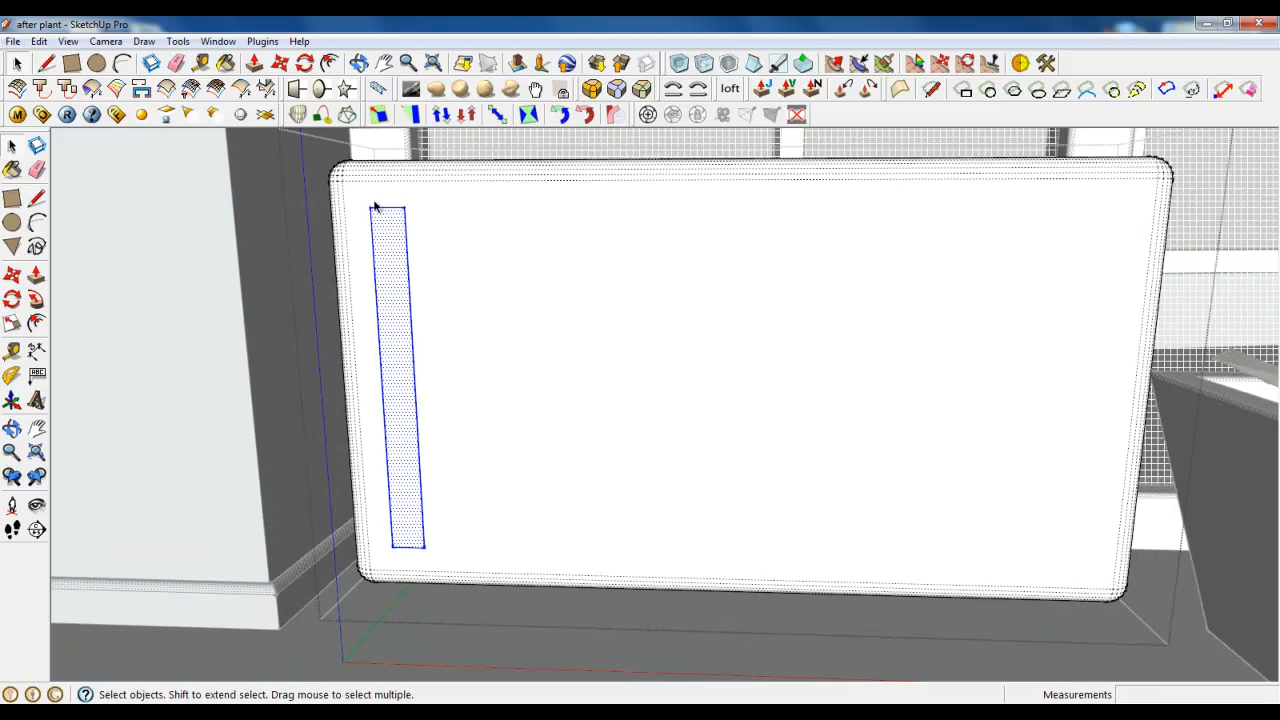 after plant - SketchUp Pro
File Edit View Camera Draw Tools Window Plugins Help
loft
V
N
M
R
ABC
Select objects. Shift to extend select. Drag mouse to select multiple.
Measurements